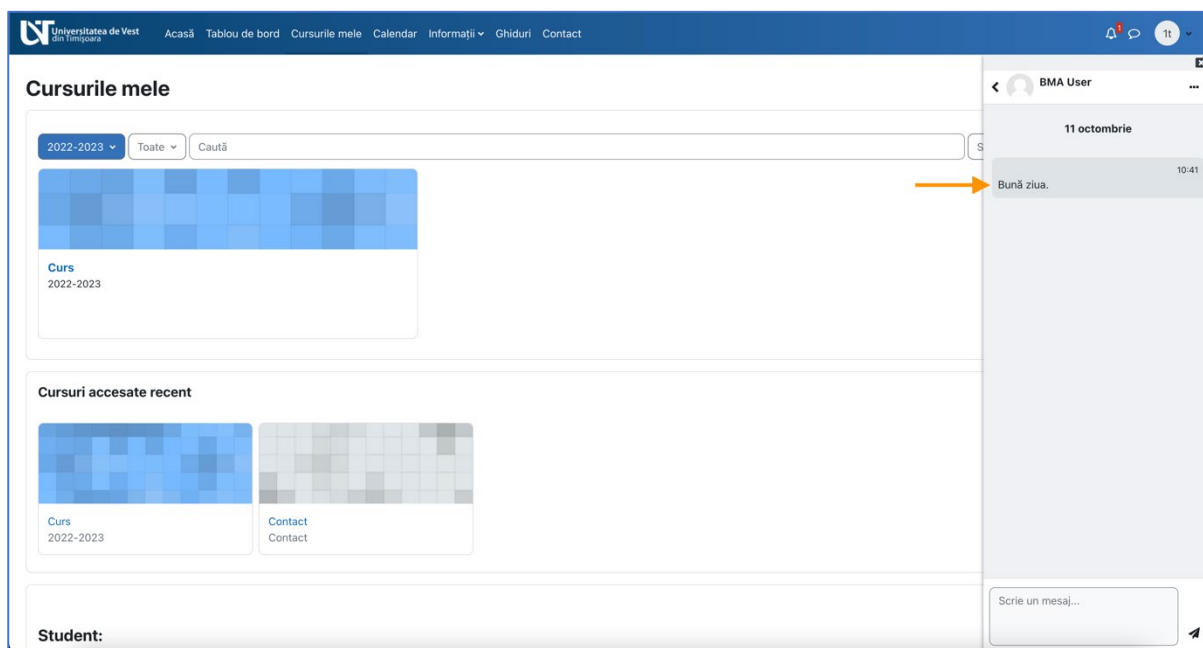 Universitatea de Vest
din Timișoara
Acasă Tablou de bord Cursurile mele Calendar Informații Ghiduri Contact
1
1t
Cursurile mele
2022-2023 Toate Caută S
Curs
2022-2023
Cursuri accesate recent
Curs
2022-2023
Contact
Contact
Student:
BMA User
11 octombrie
10:41
Bună ziua.
Scrie un mesaj...